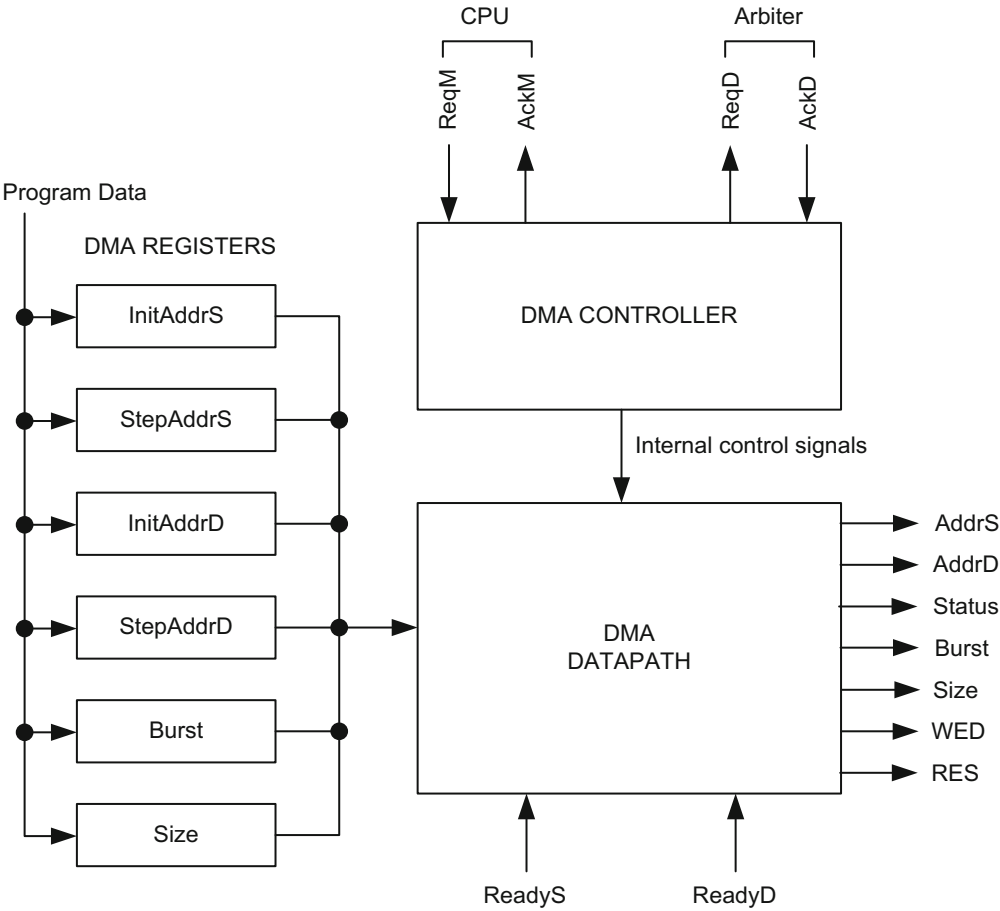 CPU
Arbiter
ReqM
AckM
ReqD
AckD
Program Data
DMA REGISTERS
InitAddrS
StepAddrS
InitAddrD
StepAddrD
Burst
Size
DMA CONTROLLER
Internal control signals
DMA
DATAPATH
AddrS
AddrD
Status
Burst
Size
WED
RES
ReadyS
ReadyD